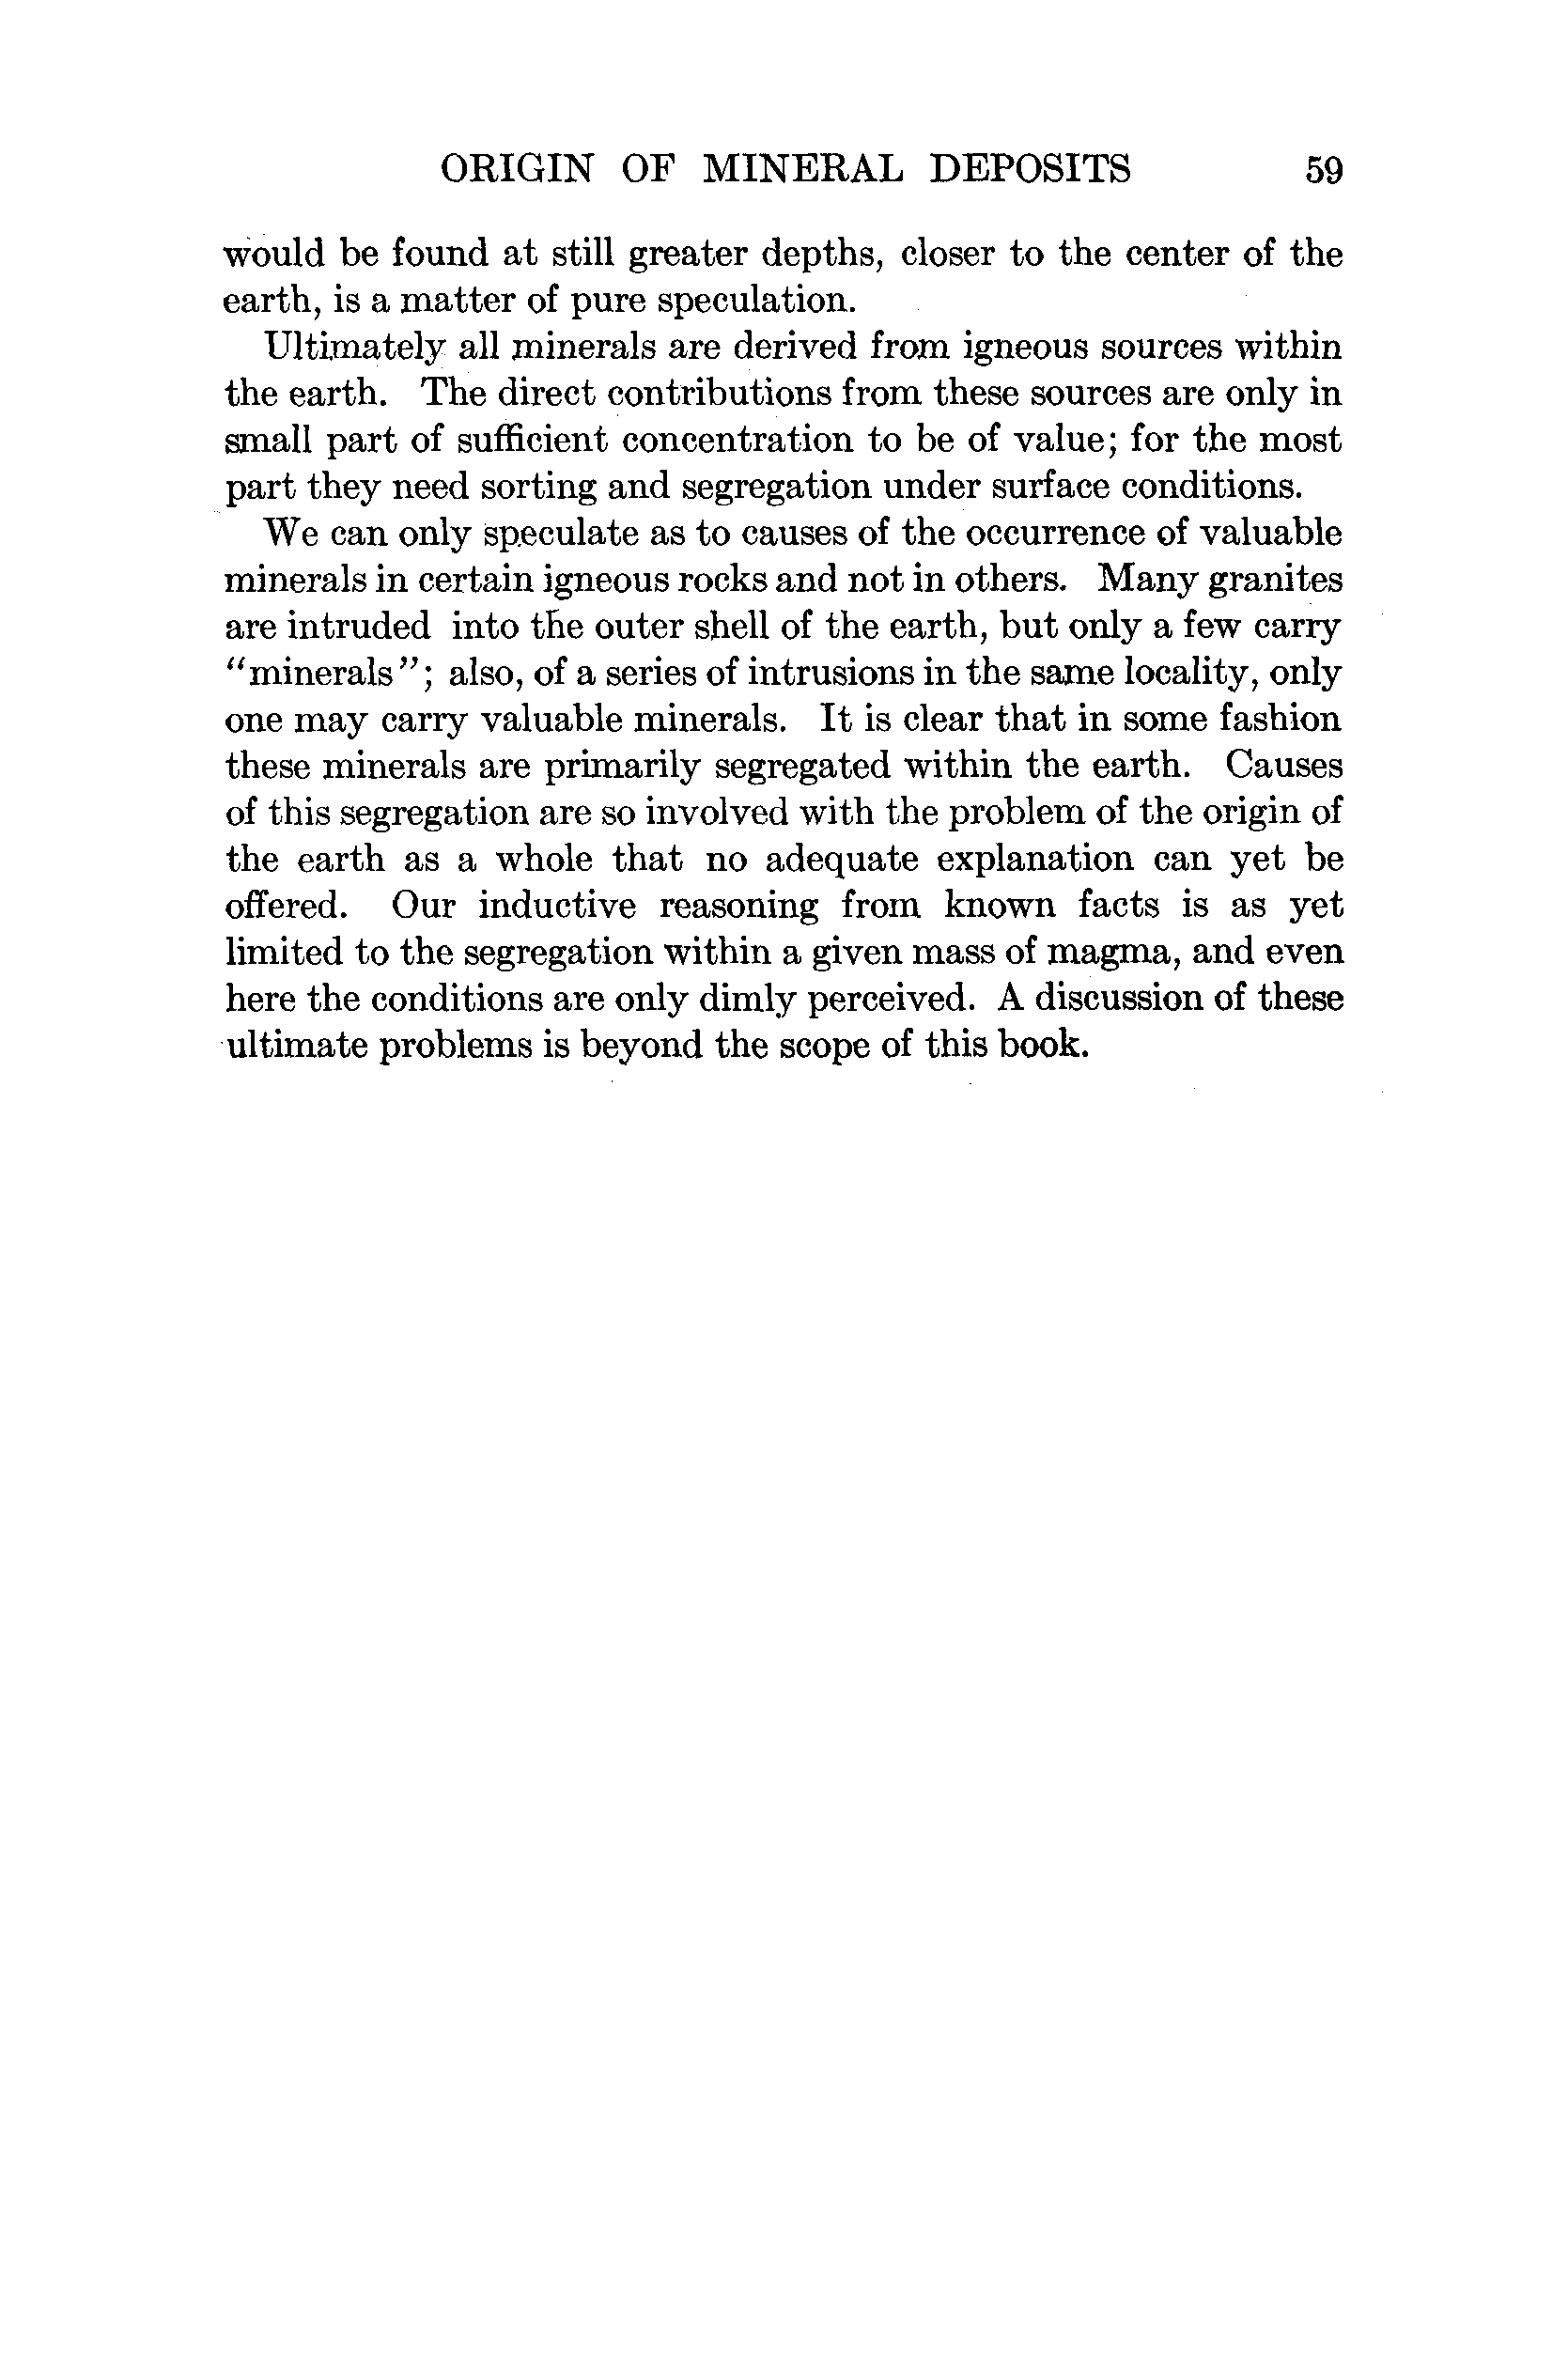 ORIGIN OF MINERAL DEPOSITS 59
would be found at still greater depths, closer to the center of the
earth, is a matter of pure speculation.
Ultimately all minerals are derived from igneous sources within
the earth. The direct contributions from these sources are only in
small part of sufficient concentration to be of value; for the most
part they need sorting and segregation under surface conditions.
We can only speculate as to causes of the occurrence of valuable
minerals in certain igneous rocks and not in others. Many granites
are intruded into the outer shell of the earth, but only a few carry
"minerals"; also, of a series of intrusions in the same locality, only
one may carry valuable minerals. It is clear that in some fashion
these minerals are primarily segregated within the earth. Causes
of this segregation are so involved with the problem of the origin of
the earth as a whole that no adequate explanation can yet be
offered. Our inductive reasoning from known facts is as yet
limited to the segregation within a given mass of magma, and even
here the conditions are only dimly perceived. A discussion of these
ultimate problems is beyond the scope of this book.